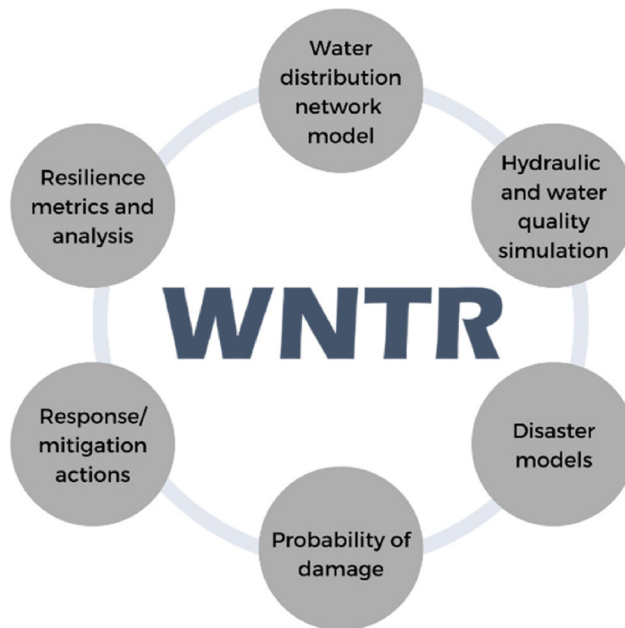 Water
distribution
network
model
Hydraulic
and water
quality
simulation
Disaster
models
Probability of
damage
Response/
mitigation
actions
Resilience
metrics and
analysis
WNTR